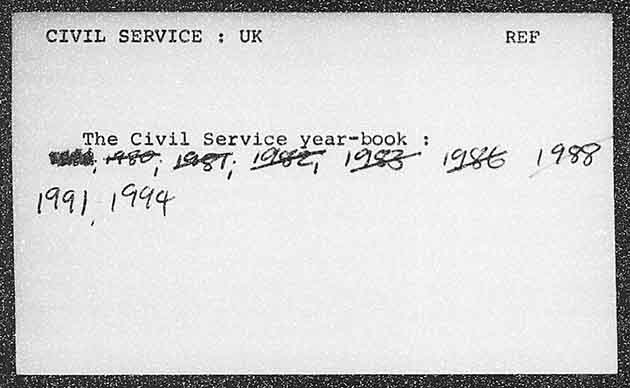 CIVIL SERVICE : UK REF
The Civil Service year-book :
; 1980; 1981; 1982, 1983 1986 1988
1991, 1994